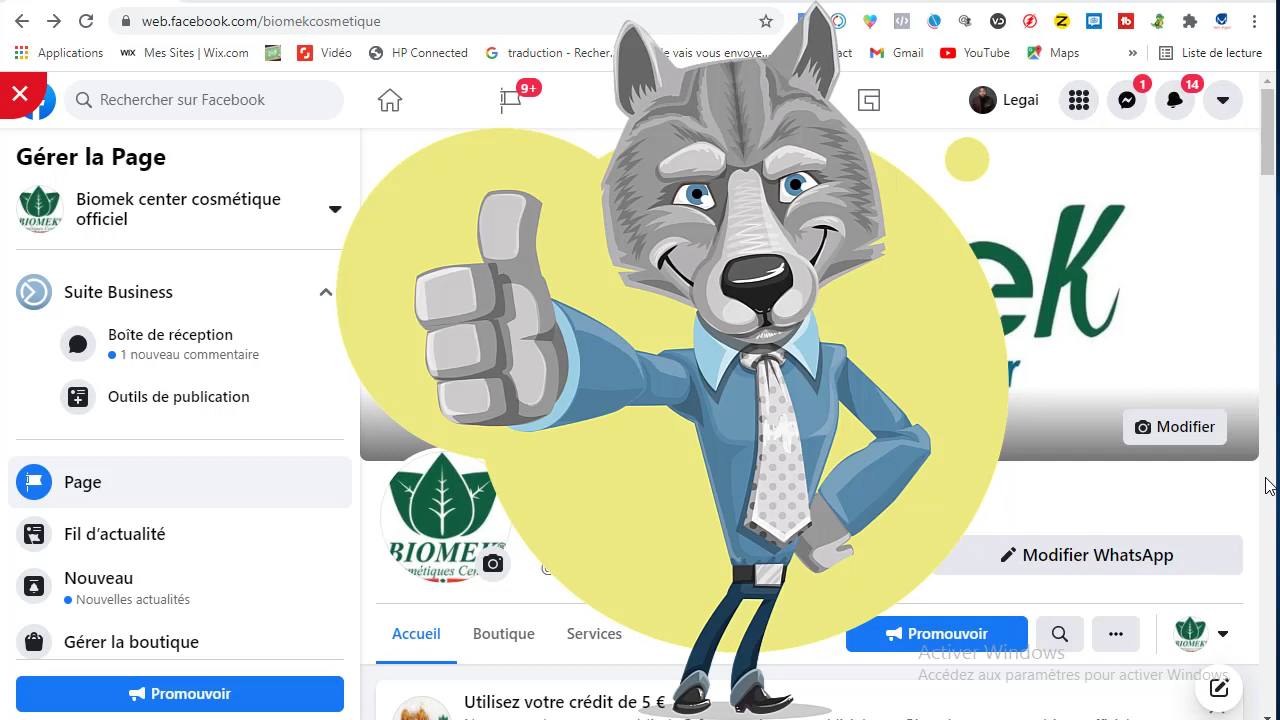 web.facebook.com/biomekcosmetique
Applications
WIX Mes Sites | Wix.com
Vidéo
HP Connected
traduction - Recher...
Gmail
YouTube
Maps
»
Liste de lecture
Rechercher sur Facebook
9+
Legai
1
14
Gérer la Page
Biomek center cosmétique
officiel
Suite Business
Boîte de réception
1 nouveau commentaire
Outils de publication
Modifier
Page
BIOMEK
Modifier WhatsApp
Fil d'actualité
Nouveau
Nouvelles actualités
Gérer la boutique
Accueil
Boutique
Services
Promouvoir
Activer Windows
Accédez aux paramètres pour activer Windows
Promouvoir
Utilisez votre crédit de 5 €